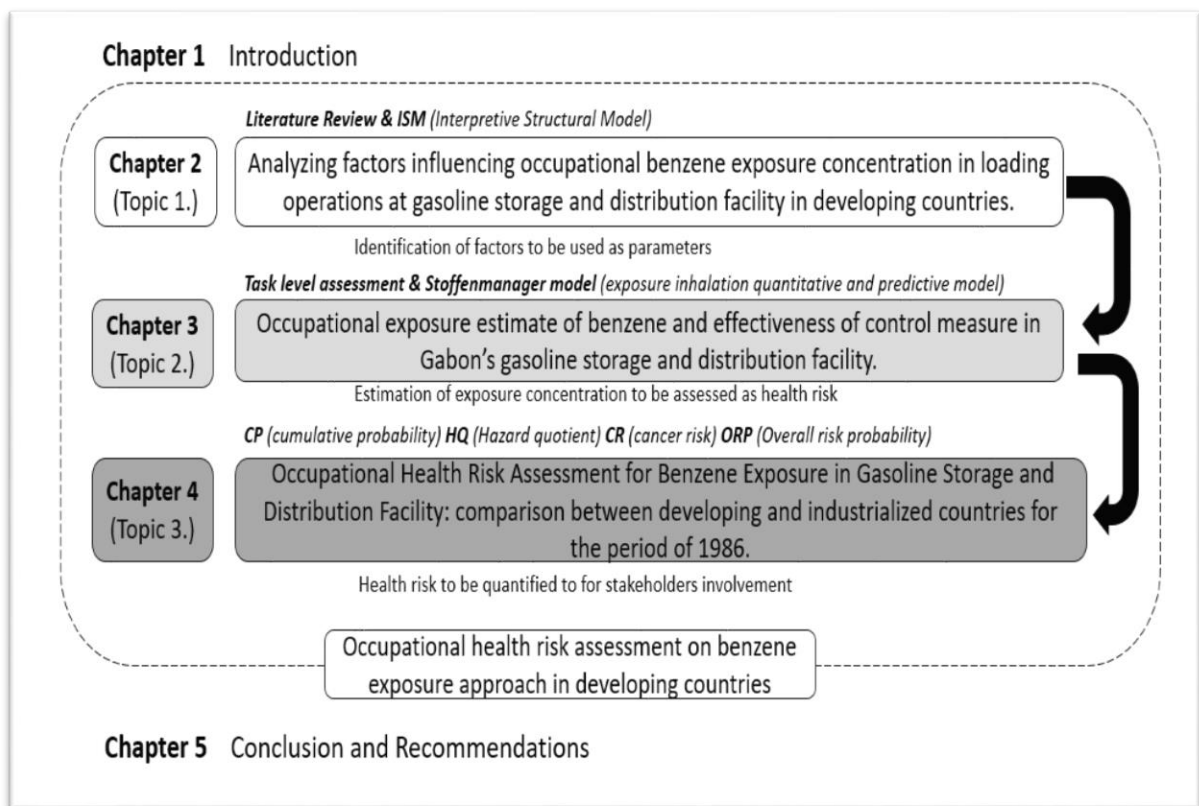 Chapter 1 Introduction
Literature Review & ISM (Interpretive Structural Model)
Chapter 2
(Topic 1.)
Analyzing factors influencing occupational benzene exposure concentration in loading
operations at gasoline storage and distribution facility in developing countries.
Identification of factors to be used as parameters
Task level assessment & Stoffenmanager model (exposure inhalation quantitative and predictive model)
Chapter 3
(Topic 2.)
Occupational exposure estimate of benzene and effectiveness of control measure in
Gabon's gasoline storage and distribution facility.
Estimation of exposure concentration to be assessed as health risk
CP (cumulative probability) HQ (Hazard quotient) CR (cancer risk) ORP (Overall risk probability)
Chapter 4
(Topic 3.)
Occupational Health Risk Assessment for Benzene Exposure in Gasoline Storage and
Distribution Facility: comparison between developing and industrialized countries for
the period of 1986.
Health risk to be quantified to for stakeholders involvement
Occupational health risk assessment on benzene
exposure approach in developing countries
Chapter 5 Conclusion and Recommendations